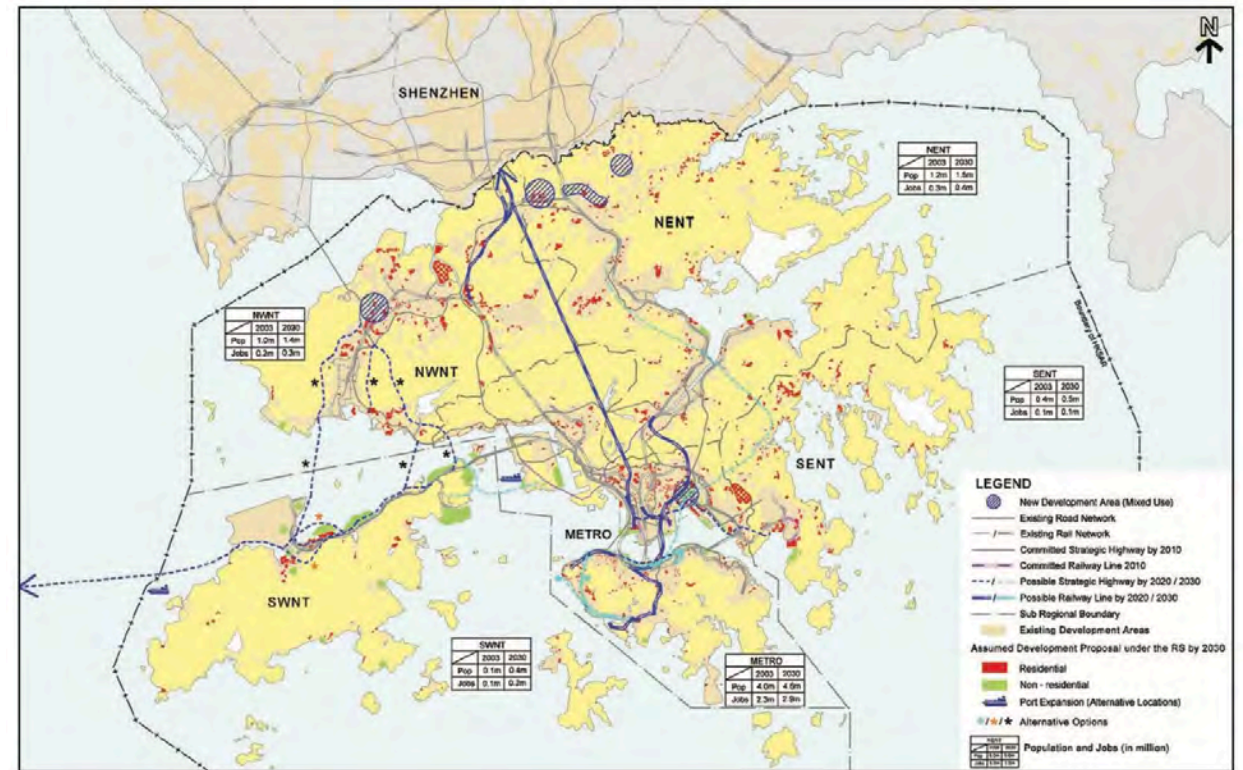 N
SHENZHEN
NENT
2003 2030
Pop 1.2m 1.5m
Jobs 0.3m 0.4m
NENT
NWNT
2003 2030
Pop 1.0m 1.4m
Jobs 0.2m 0.3m
NWNT
Boundary of HKSAR
SENT
2003 2030
Pop 0.4m 0.5m
Jobs 0.1m 0.1m
SENT
METRO
SWNT
SWNT
2003 2030
Pop 0.1m 0.4m
Jobs 0.1m 0.2m
METRO
2003 2030
Pop 4.0m 4.6m
Jobs 2.3m 2.9m
LEGEND
New Development Area (Mixed Use)
Existing Road Network
Existing Rail Network
Committed Strategic Highway by 2010
Committed Railway Line 2010
Possible Strategic Highway by 2020 / 2030
Possible Railway Line by 2020 / 2030
Sub Regional Boundary
Existing Development Areas
Assumed Development Proposal under the RS by 2030
Residential
Non - residential
Port Expansion (Alternative Locations)
Alternative Options
Population and Jobs (in million)